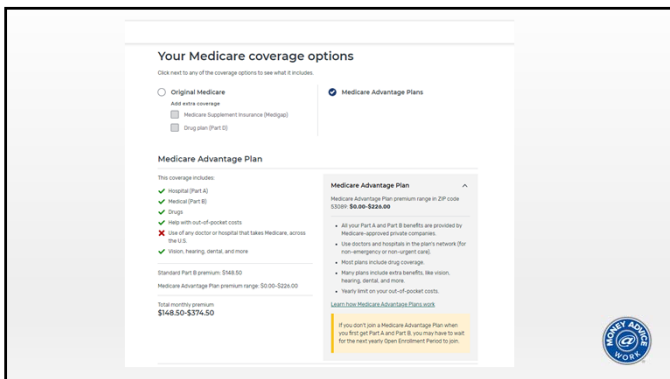 Your Medicare coverage options
Click next to any of the coverage options to see what it includes.
Original Medicare
Add extra coverage
Medicare Supplement Insurance (Medigap)
Drug plan (Part D)
Medicare Advantage Plans
Medicare Advantage Plan
This coverage includes:
Hospital (Part A)
Medical (Part B)
Drugs
Help with out-of-pocket costs
Use of any doctor or hospital that takes Medicare, across
the U.S.
Vision, hearing, dental, and more
Standard Part B premium: $148.50
Medicare Advantage Plan premium range: $0.00-$226.00
Total monthly premium
$148.50-$374.50
Medicare Advantage Plan
Medicare Advantage Plan premium range in ZIP code
53089: $0.00-$226.00
• All your Part A and Part B benefits are provided by
Medicare-approved private companies.
• Use doctors and hospitals in the plan's network (for
non-emergency or non-urgent care).
• Most plans include drug coverage.
• Many plans include extra benefits, like vision,
hearing, dental, and more.
• Yearly limit on your out-of-pocket costs.
Learn how Medicare Advantage Plans work
If you don't join a Medicare Advantage Plan when
you first get Part A and Part B, you may have to wait
for the next yearly Open Enrollment Period to join.
MONEY ADVICE
@
WORK